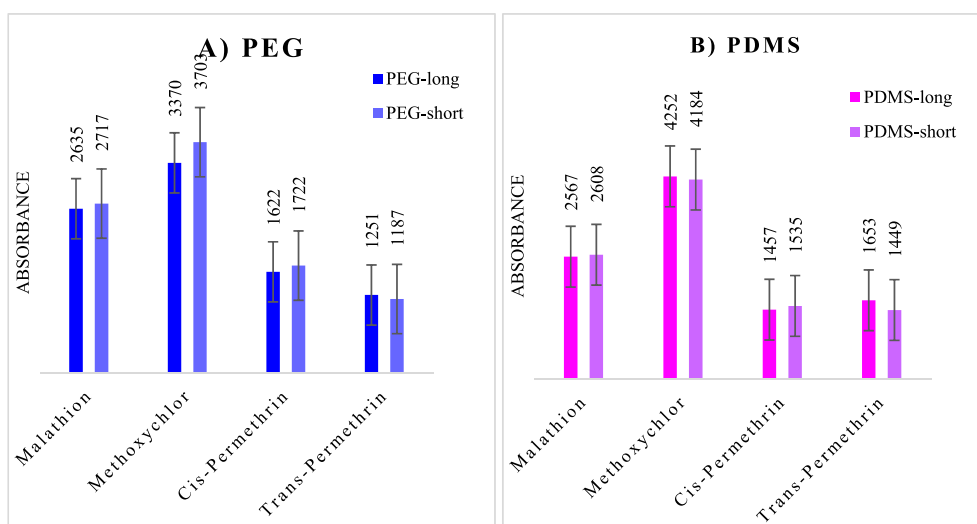 A) PEG
PEG-long
PEG-short
ABSORBANCE
2635
2717
3370
3703
1622
1722
1251
1187
Malathion
Methoxychlor
Cis-Permethrin
Trans-Permethrin
B) PDMS
PDMS-long
PDMS-short
ABSORBANCE
2567
2608
4252
4184
1457
1535
1653
1449
Malathion
Methoxychlor
Cis-Permethrin
Trans-Permethrin